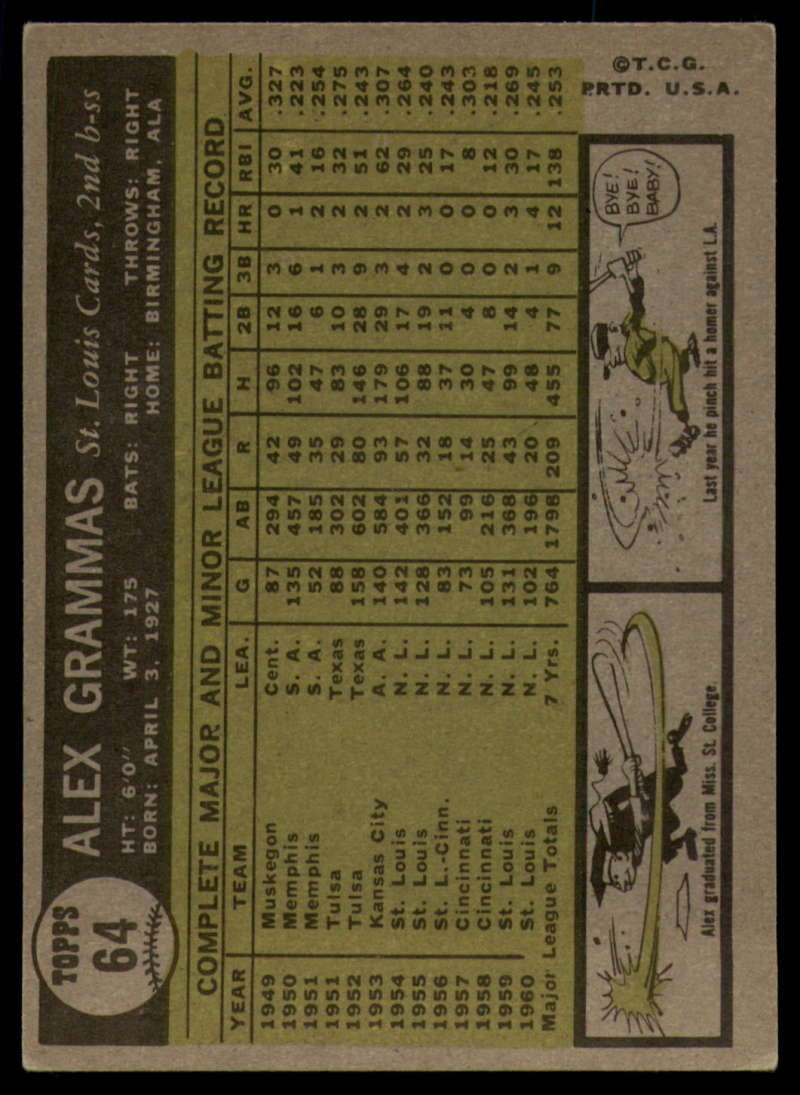 TOPPS
64
ALEX GRAMMAS St. Louis Cards, 2nd b-ss
HT: 6'0" WT: 175 BATS: RIGHT THROWS: RIGHT
BORN: APRIL 3, 1927 HOME: BIRMINGHAM, ALA
COMPLETE MAJOR AND MINOR LEAGUE BATTING RECORD
YEAR TEAM LEA. G AB R H 2B 3B HR RBI AVG.
1949 Muskegon Cent. 87 294 42 96 12 3 0 30 .327
1950 Memphis S. A. 135 457 49 102 16 6 1 41 .223
1951 Memphis S. A. 52 185 35 47 6 1 2 16 .254
1951 Tulsa Texas 88 302 29 83 10 3 2 32 .275
1952 Tulsa Texas 158 602 80 146 28 9 2 51 .243
1953 Kansas City A. A. 140 584 93 179 29 3 2 62 .307
1954 St. Louis N. L. 142 401 57 106 17 4 2 29 .264
1955 St. Louis N. L. 128 366 32 88 19 2 3 25 .240
1956 St. L.-Cinn. N. L. 83 152 18 37 11 0 0 17 .243
1957 Cincinnati N. L. 73 99 14 30 4 0 0 8 .303
1958 Cincinnati N. L. 105 216 25 47 8 0 0 12 .218
1959 St. Louis N. L. 131 368 43 99 14 2 3 30 .269
1960 St. Louis N. L. 102 196 20 48 4 1 4 17 .245
Major League Totals 7 Yrs. 764 1798 209 455 77 9 12 138 .253
Alex graduated from Miss. St. College.
BYE!
BYE!
BABY!
Last year he pinch hit a homer against L.A.
©T.C.G.
PRTD. U.S.A.